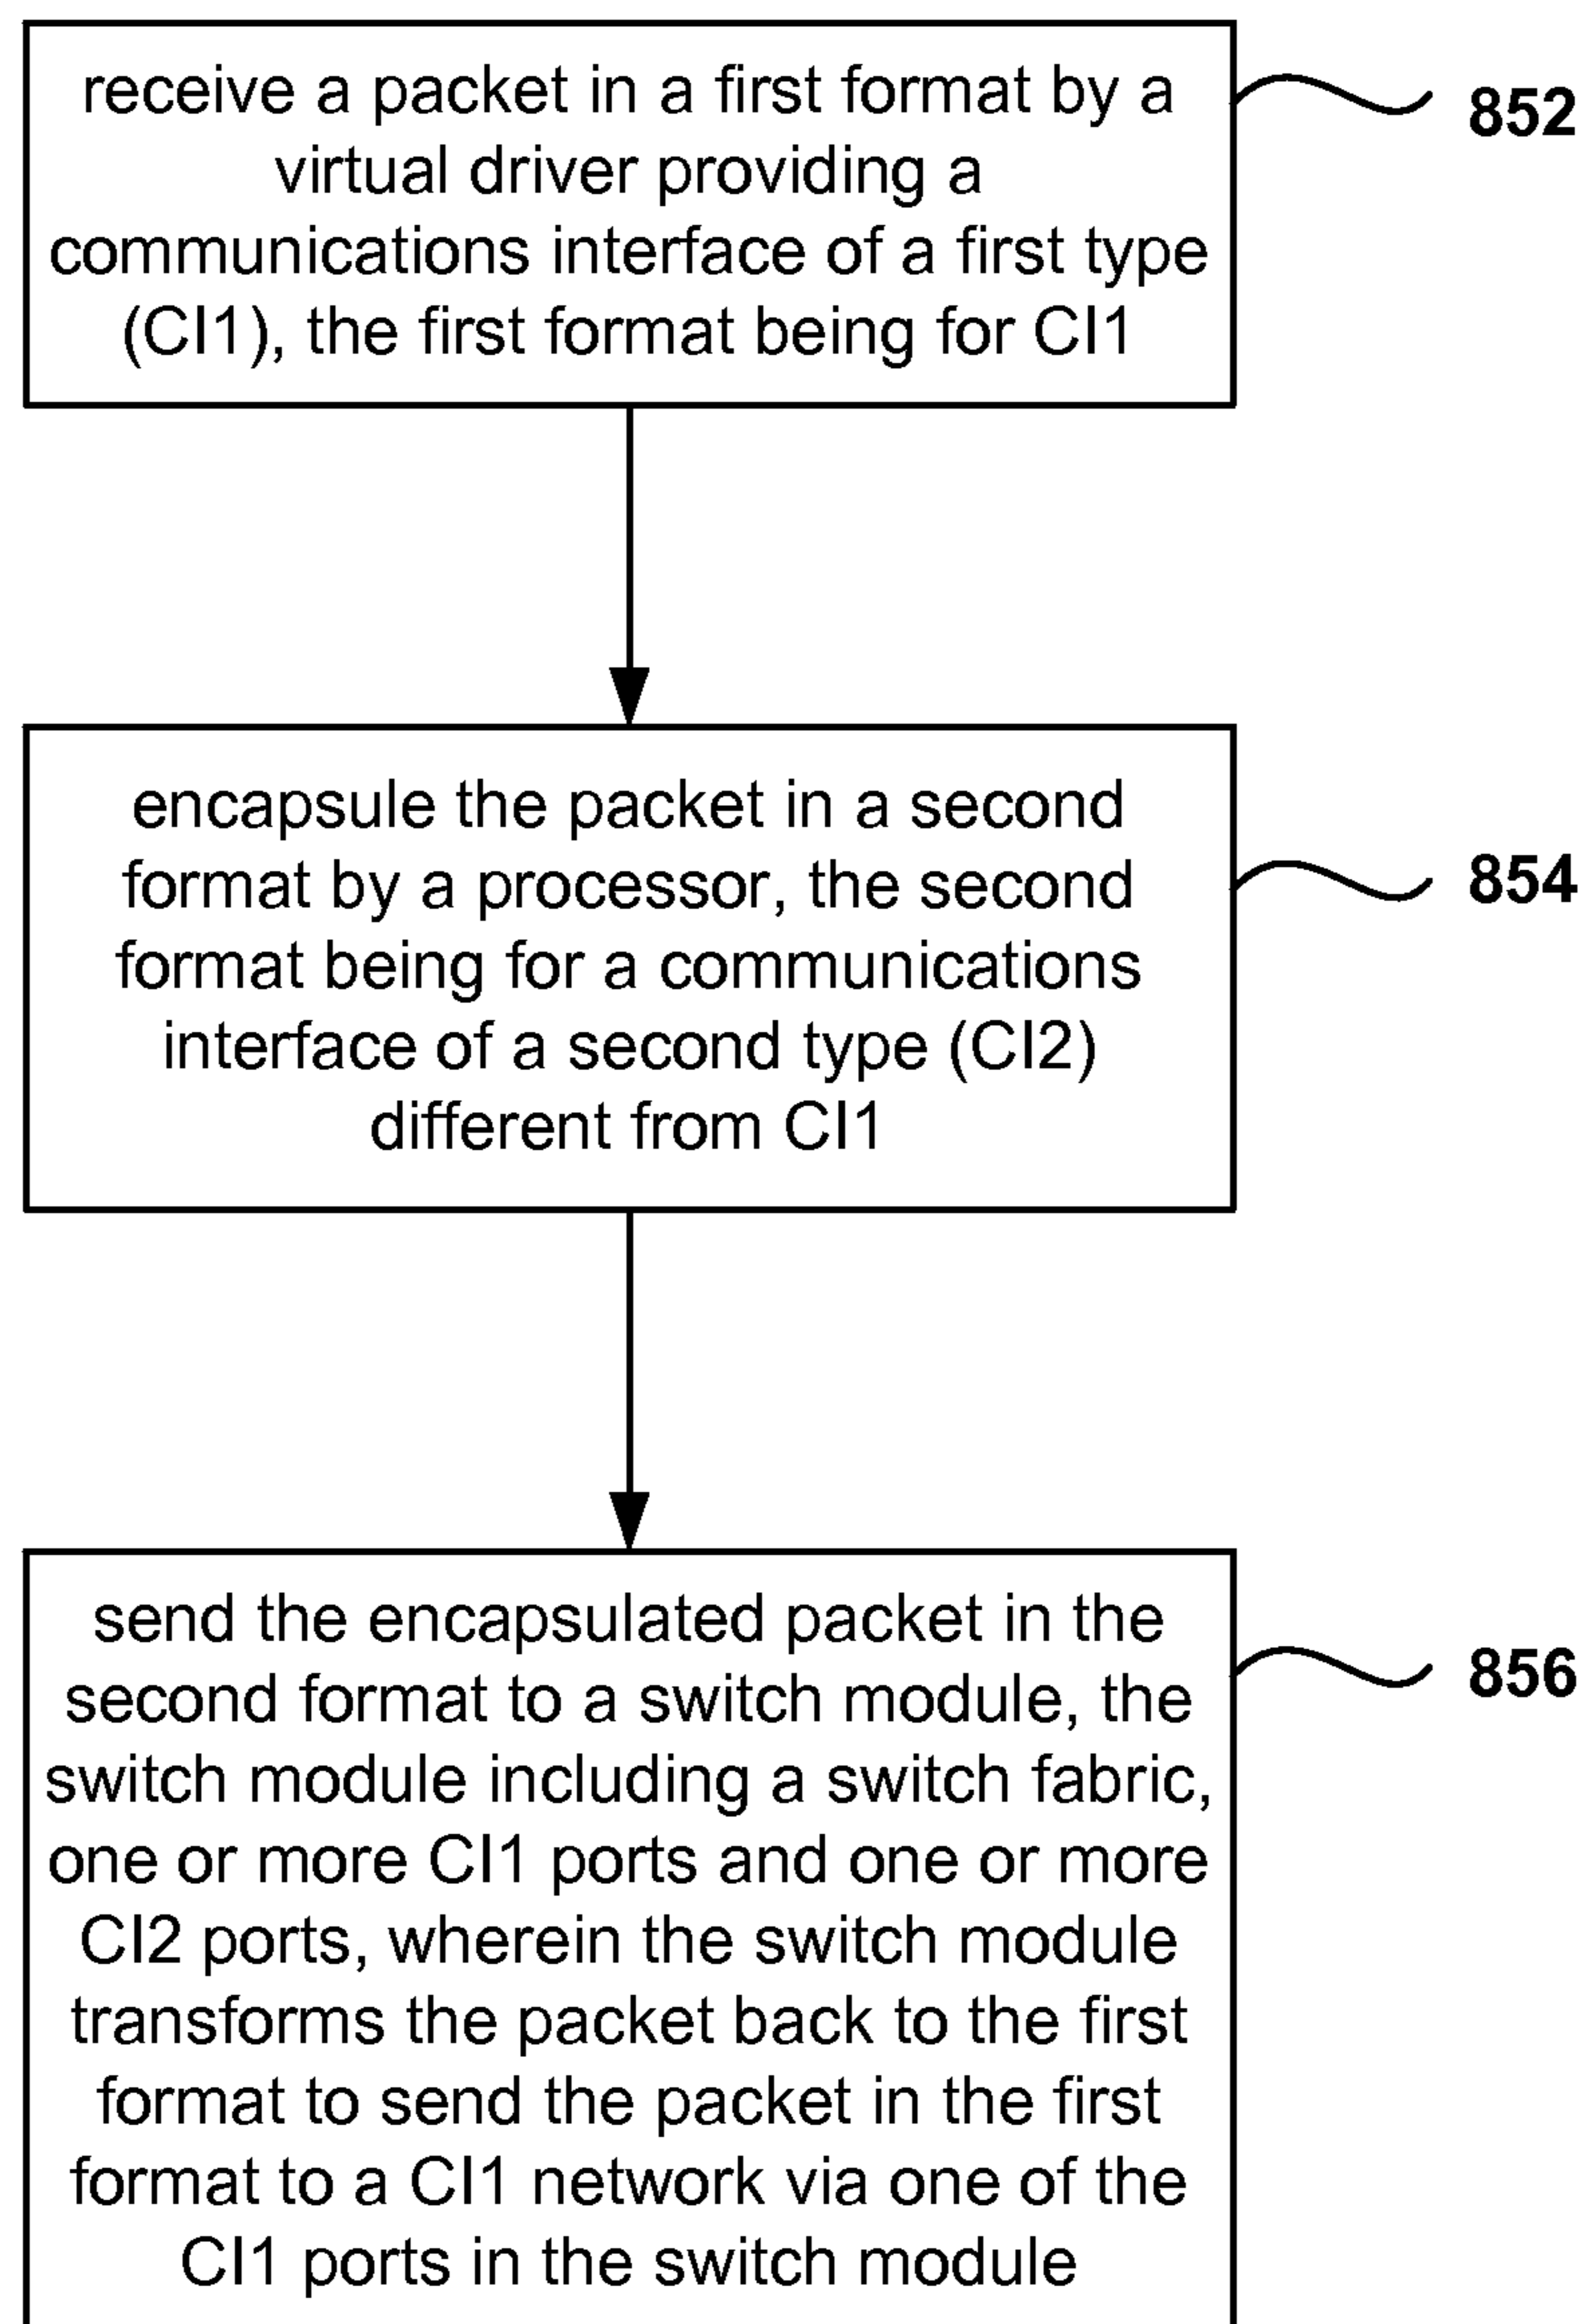 receive a packet in a first format by a
virtual driver providing a
communications interface of a first type
(CI1), the first format being for CI1
852
encapsule the packet in a second
format by a processor, the second
format being for a communications
interface of a second type (CI2)
different from CI1
854
send the encapsulated packet in the
second format to a switch module, the
switch module including a switch fabric,
one or more CI1 ports and one or more
CI2 ports, wherein the switch module
transforms the packet back to the first
format to send the packet in the first
format to a CI1 network via one of the
CI1 ports in the switch module
856